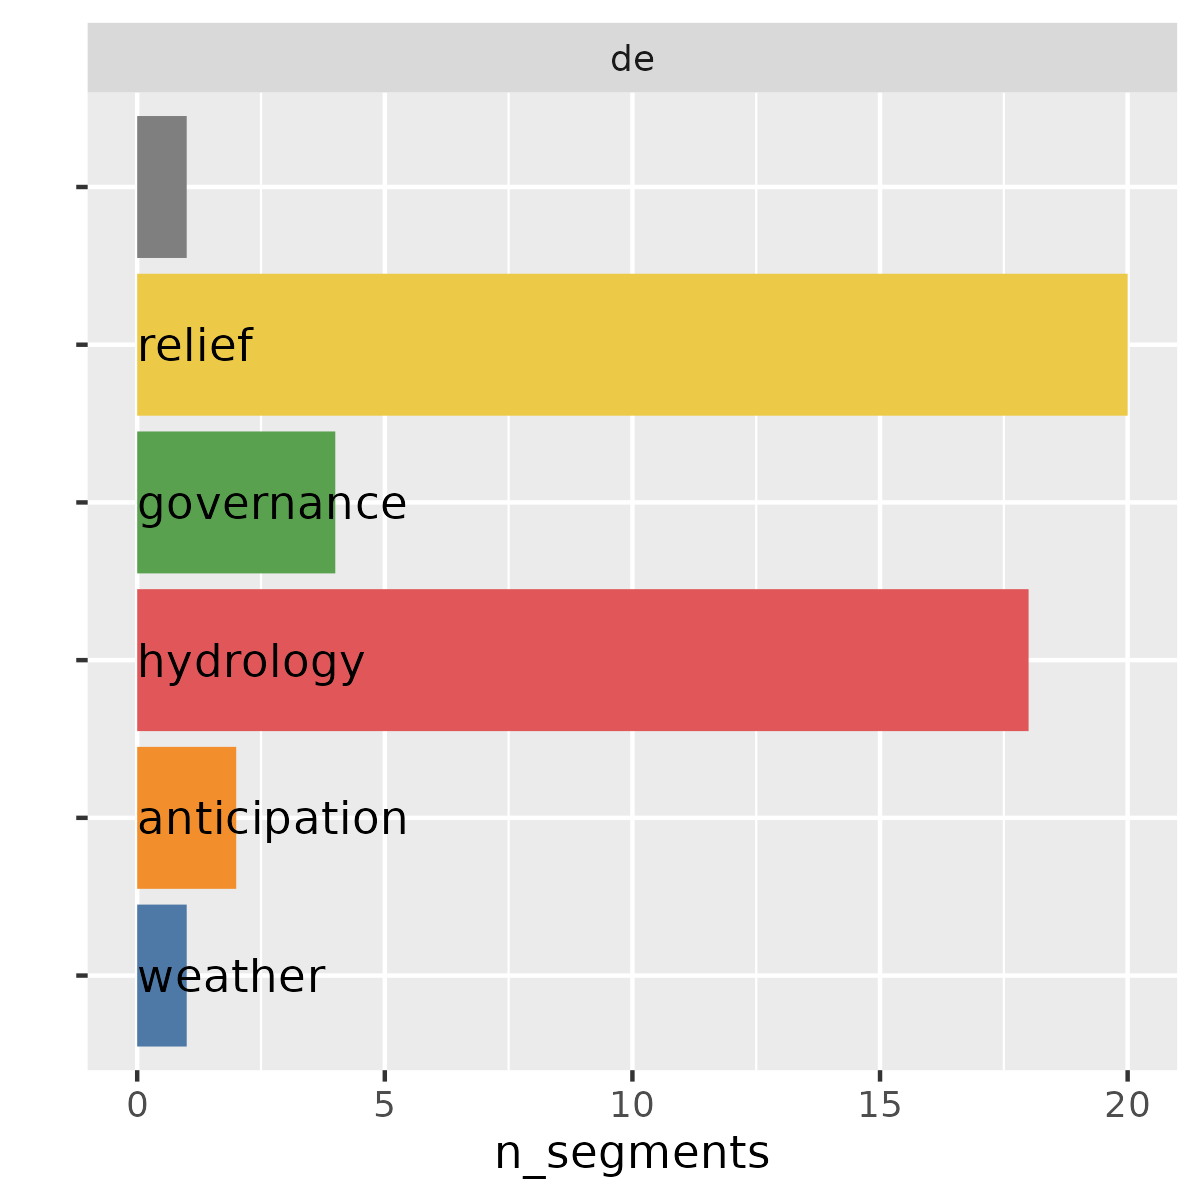 de
relief
governance
hydrology
anticipation
weather
0 5 10 15 20
n_segments